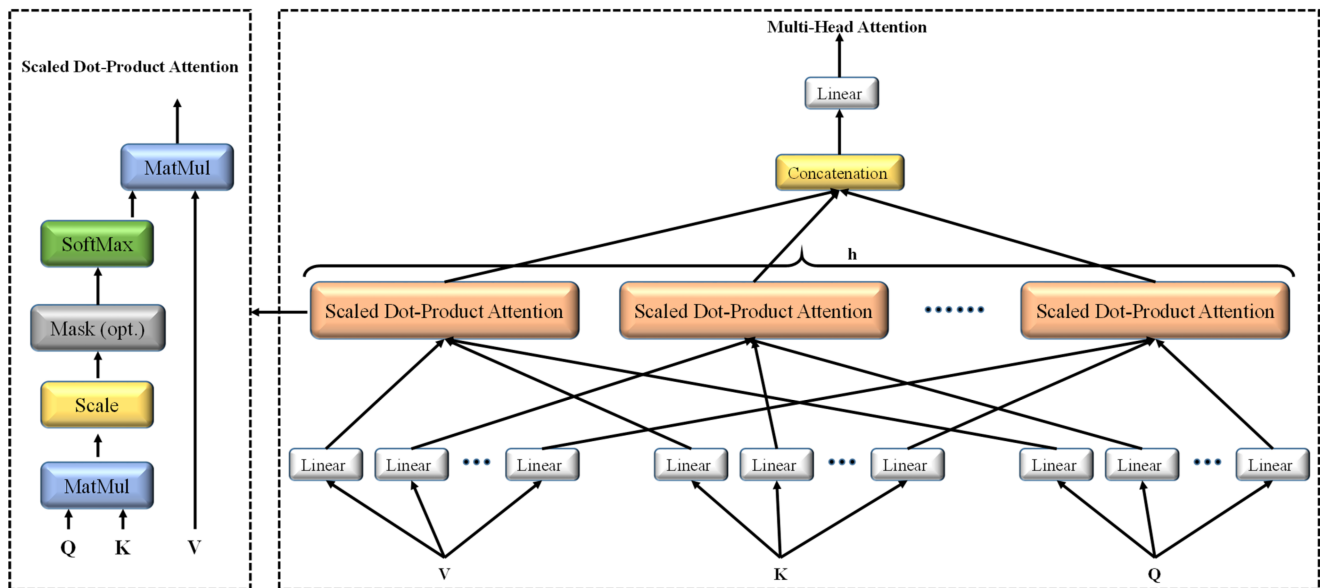 Scaled Dot-Product Attention
MatMul
SoftMax
Mask (opt.)
Scale
MatMul
Q K V
Multi-Head Attention
Linear
Concatenation
h
Scaled Dot-Product Attention Scaled Dot-Product Attention Scaled Dot-Product Attention
Linear Linear Linear Linear Linear Linear Linear Linear Linear
V K Q